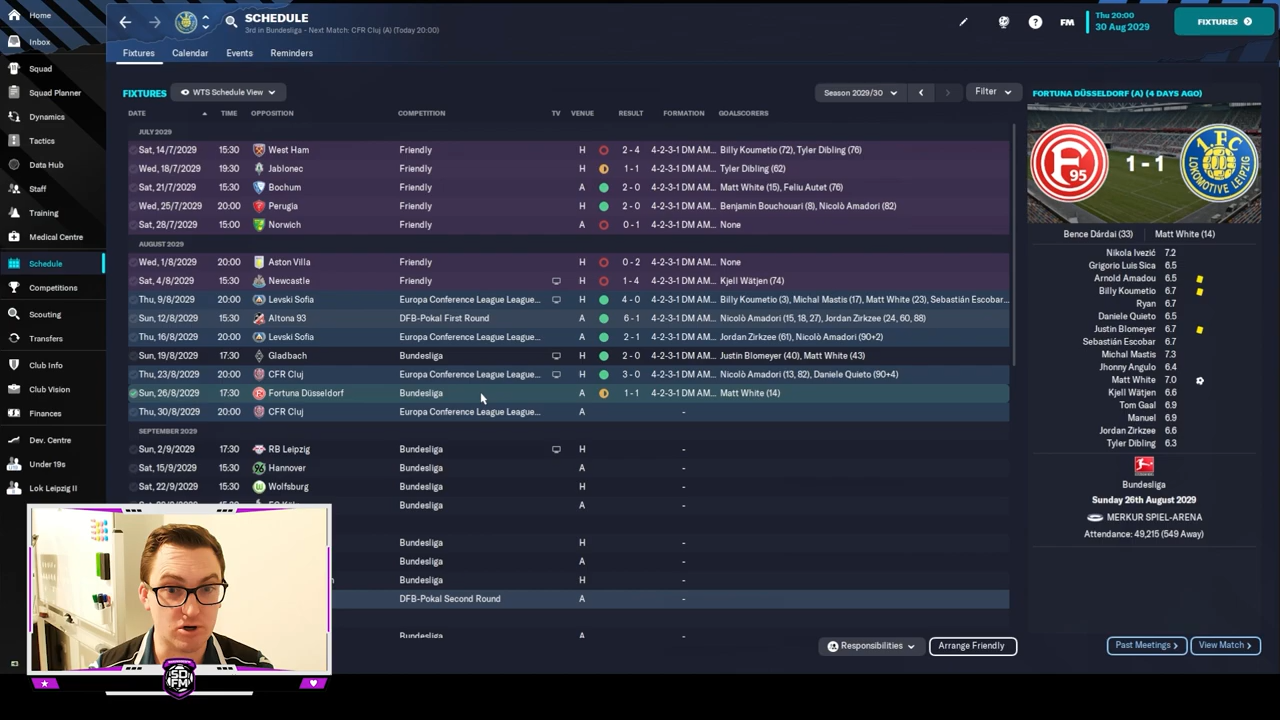 Home
Inbox
Squad
Squad Planner
Dynamics
Tactics
Data Hub
Staff
Training
Medical Centre
Schedule
Competitions
Scouting
Transfers
Club Info
Club Vision
Finances
Dev. Centre
Under 19s
Lok Leipzig II
SCHEDULE
3rd in Bundesliga - Next Match: CFR Cluj (A) (Today 20:00)
FM
Thu 20:00
30 Aug 2029
FIXTURES
Fixtures Calendar Events Reminders
FIXTURES WTS Schedule View Season 2029/30 Filter
DATE TIME OPPOSITION COMPETITION TV VENUE RESULT FORMATION GOALSCORERS
JULY 2029
Sat, 14/7/2029 15:30 West Ham Friendly H 2 - 4 4-2-3-1 DM AM... Billy Koumetio (72), Tyler Dibling (76)
Wed, 18/7/2029 19:30 Jablonec Friendly H 1 - 1 4-2-3-1 DM AM... Tyler Dibling (62)
Sat, 21/7/2029 15:30 Bochum Friendly A 2 - 0 4-2-3-1 DM AM... Matt White (15), Feliu Autet (76)
Wed, 25/7/2029 20:00 Perugia Friendly H 2 - 0 4-2-3-1 DM AM... Benjamin Bouchouari (8), Nicolò Amadori (82)
Sat, 28/7/2029 15:00 Norwich Friendly A 0 - 1 4-2-3-1 DM AM... None
AUGUST 2029
Wed, 1/8/2029 20:00 Aston Villa Friendly H 0 - 2 4-2-3-1 DM AM... None
Sat, 4/8/2029 15:30 Newcastle Friendly H 1 - 4 4-2-3-1 DM AM... Kjell Wätjen (74)
Thu, 9/8/2029 20:00 Levski Sofia Europa Conference League League... H 4 - 0 4-2-3-1 DM AM... Billy Koumetio (3), Michal Mastis (17), Matt White (23), Sebastián Escobar...
Sun, 12/8/2029 15:30 Altona 93 DFB-Pokal First Round A 6 - 1 4-2-3-1 DM AM... Nicolò Amadori (15, 18, 27), Jordan Zirkzee (24, 60, 88)
Thu, 16/8/2029 20:00 Levski Sofia Europa Conference League League... A 2 - 1 4-2-3-1 DM AM... Jordan Zirkzee (61), Nicolò Amadori (90+2)
Sun, 19/8/2029 17:30 Gladbach Bundesliga H 2 - 0 4-2-3-1 DM AM... Justin Blomeyer (40), Matt White (43)
Thu, 23/8/2029 20:00 CFR Cluj Europa Conference League League... H 3 - 0 4-2-3-1 DM AM... Nicolò Amadori (13, 82), Daniele Quieto (90+4)
Sun, 26/8/2029 17:30 Fortuna Düsseldorf Bundesliga A 1 - 1 4-2-3-1 DM AM... Matt White (14)
Thu, 30/8/2029 20:00 CFR Cluj Europa Conference League League... A -
SEPTEMBER 2029
Sun, 2/9/2029 17:30 RB Leipzig Bundesliga H -
Sat, 15/9/2029 15:30 Hannover Bundesliga A -
Sat, 22/9/2029 15:30 Wolfsburg Bundesliga H -
Bundesliga A -
Bundesliga H -
Bundesliga A -
Bundesliga H -
DFB-Pokal Second Round A -
Bundesliga A -
Responsibilities Arrange Friendly
FORTUNA DÜSSELDORF (A) (4 DAYS AGO)
F95
1 - 1
1.FC
LOKOMOTIVE LEIPZIG
Bence Dárdai (33) Matt White (14)
Nikola Ivezić 7.2
Grigorio Luis Sica 6.5
Arnold Amadou 6.5
Billy Koumetio 6.7
Ryan 6.7
Daniele Quieto 6.5
Justin Blomeyer 6.7
Sebastián Escobar 6.7
Michal Mastis 7.3
Jhonny Angulo 6.4
Matt White 7.0
Kjell Wätjen 6.6
Tom Gaal 6.9
Manuel 6.9
Jordan Zirkzee 6.6
Tyler Dibling 6.3
Bundesliga
Sunday 26th August 2029
MERKUR SPIEL-ARENA
Attendance: 49,215 (549 Away)
Past Meetings View Match
SDFM